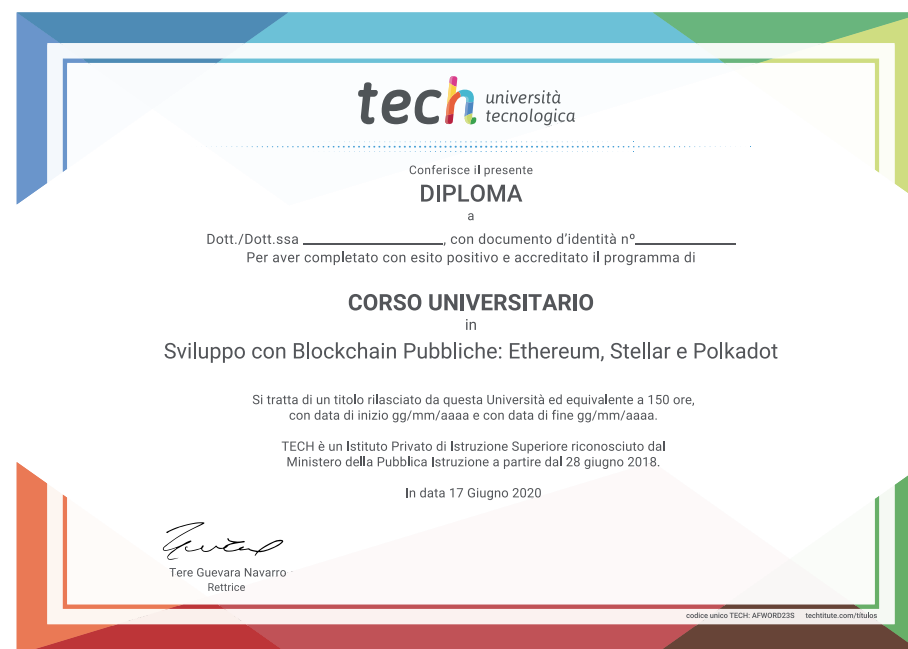 tech università
tecnologica
Conferisce il presente
DIPLOMA
a
Dott./Dott.ssa ____________________, con documento d'identità nº______________
Per aver completato con esito positivo e accreditato il programma di
CORSO UNIVERSITARIO
in
Sviluppo con Blockchain Pubbliche: Ethereum, Stellar e Polkadot
Si tratta di un titolo rilasciato da questa Università ed equivalente a 150 ore,
con data di inizio gg/mm/aaaa e con data di fine gg/mm/aaaa.
TECH è un Istituto Privato di Istruzione Superiore riconosciuto dal
Ministero della Pubblica Istruzione a partire dal 28 giugno 2018.
In data 17 Giugno 2020
Tere Guevara Navarro
Rettrice
codice unico TECH: AFWORD23S techtitute.com/titulos